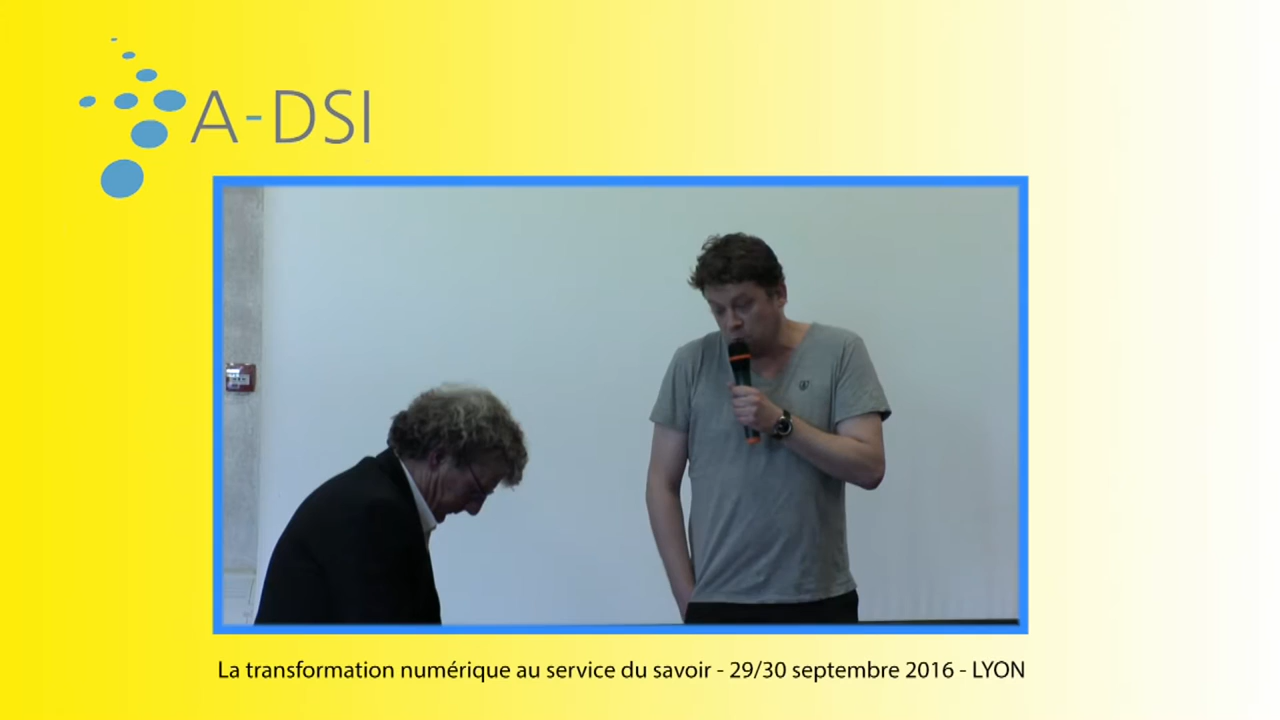 A-DSI
La transformation numérique au service du savoir - 29/30 septembre 2016 - LYON